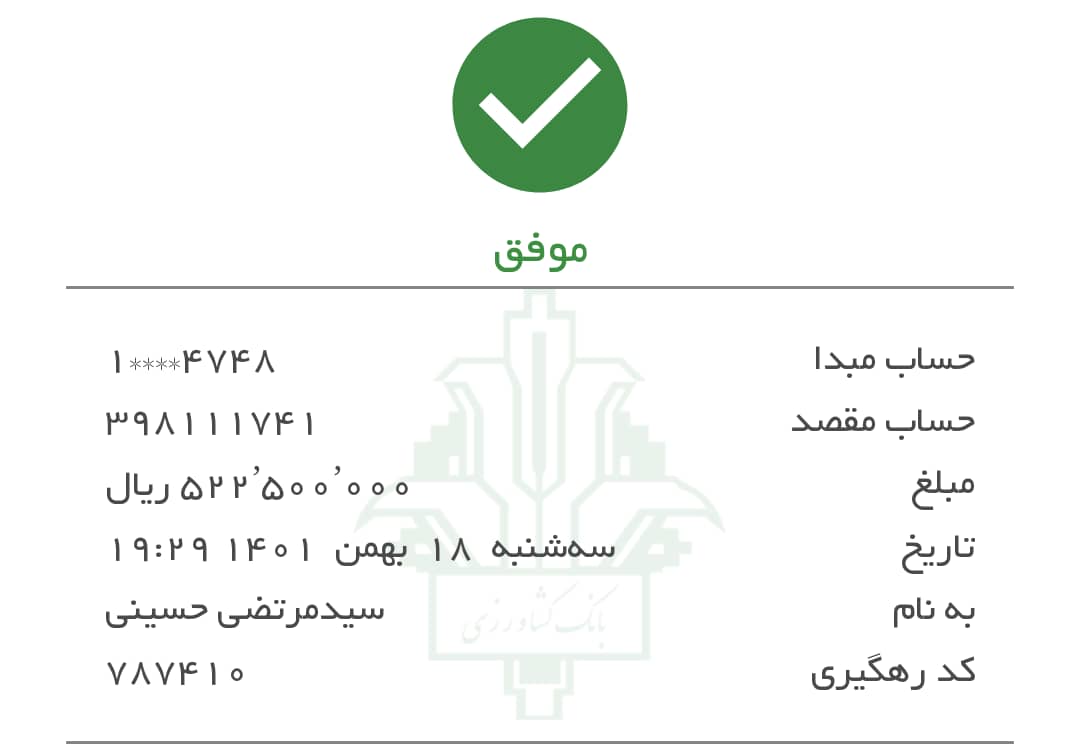 موفق
حساب مبدا ۱****۴۷۴۸
حساب مقصد ۳۹۸۱۱۱۷۴۱
مبلغ ۵۲۲٬۵۰۰٬۰۰۰ ریال
تاریخ سه‌شنبه ۱۸ بهمن ۱۴۰۱ ۱۹:۲۹
به نام سیدمرتضی حسینی
کد رهگیری ۷۸۷۴۱۰
بانک کشاورزی